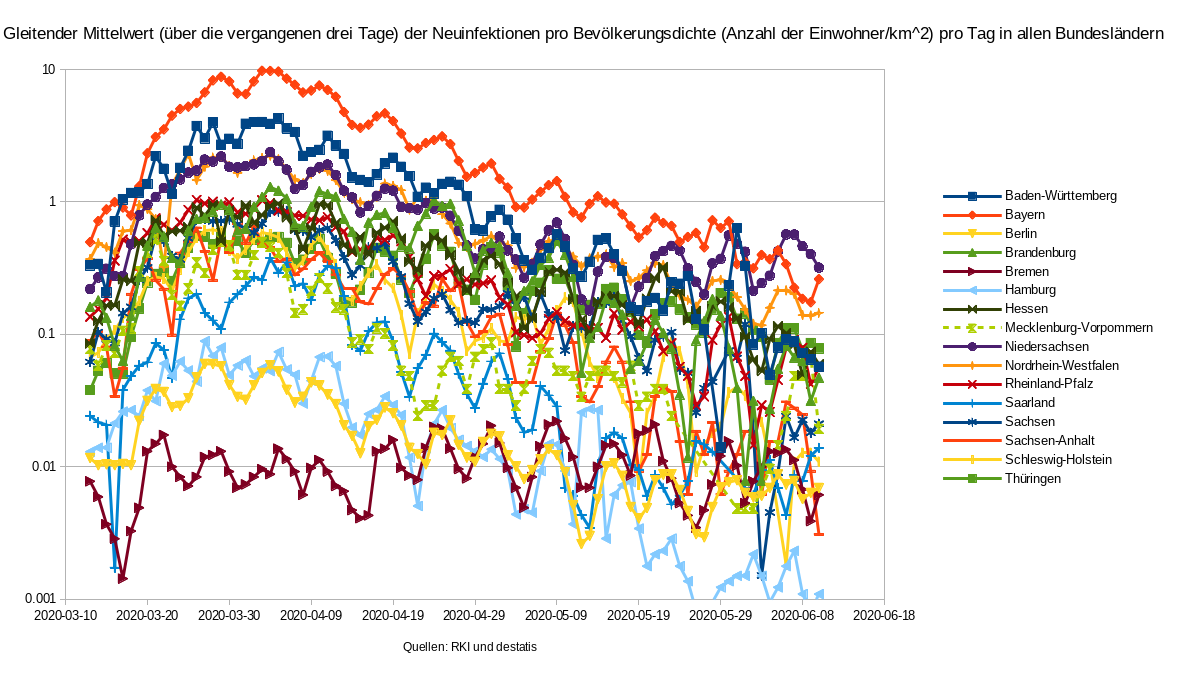 Gleitender Mittelwert (über die vergangenen drei Tage) der Neuinfektionen pro Bevölkerungsdichte (Anzahl der Einwohner/km^2) pro Tag in allen Bundesländern
10
1
0.1
0.01
0.001
2020-03-10 2020-03-20 2020-03-30 2020-04-09 2020-04-19 2020-04-29 2020-05-09 2020-05-19 2020-05-29 2020-06-08 2020-06-18
Quellen: RKI und destatis
Baden-Württemberg
Bayern
Berlin
Brandenburg
Bremen
Hamburg
Hessen
Mecklenburg-Vorpommern
Niedersachsen
Nordrhein-Westfalen
Rheinland-Pfalz
Saarland
Sachsen
Sachsen-Anhalt
Schleswig-Holstein
Thüringen